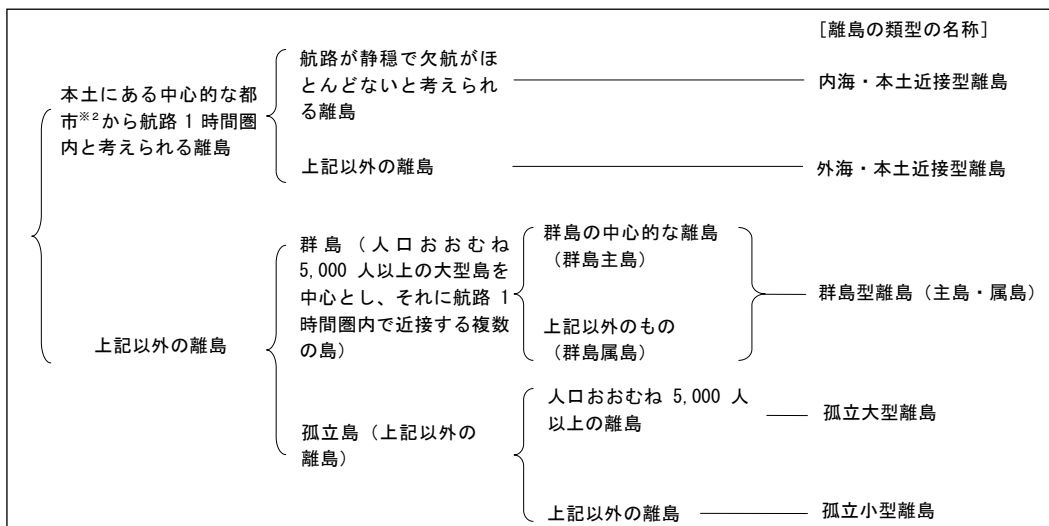 [離島の類型の名称]
航路が静穏で欠航がほ
とんどないと考えられ
る離島
内海・本土近接型離島
本土にある中心的な都
市※2から航路 1 時間圏
内と考えられる離島
上記以外の離島
外海・本土近接型離島
群島（人口おおむね
5,000 人以上の大型島を
中心とし、それに航路 1
時間圏内で近接する複数
の島）
群島の中心的な離島
（群島主島）
群島型離島（主島・属島）
上記以外のもの
（群島属島）
上記以外の離島
人口おおむね 5,000 人
以上の離島
孤立大型離島
孤立島（上記以外の
離島）
上記以外の離島
孤立小型離島